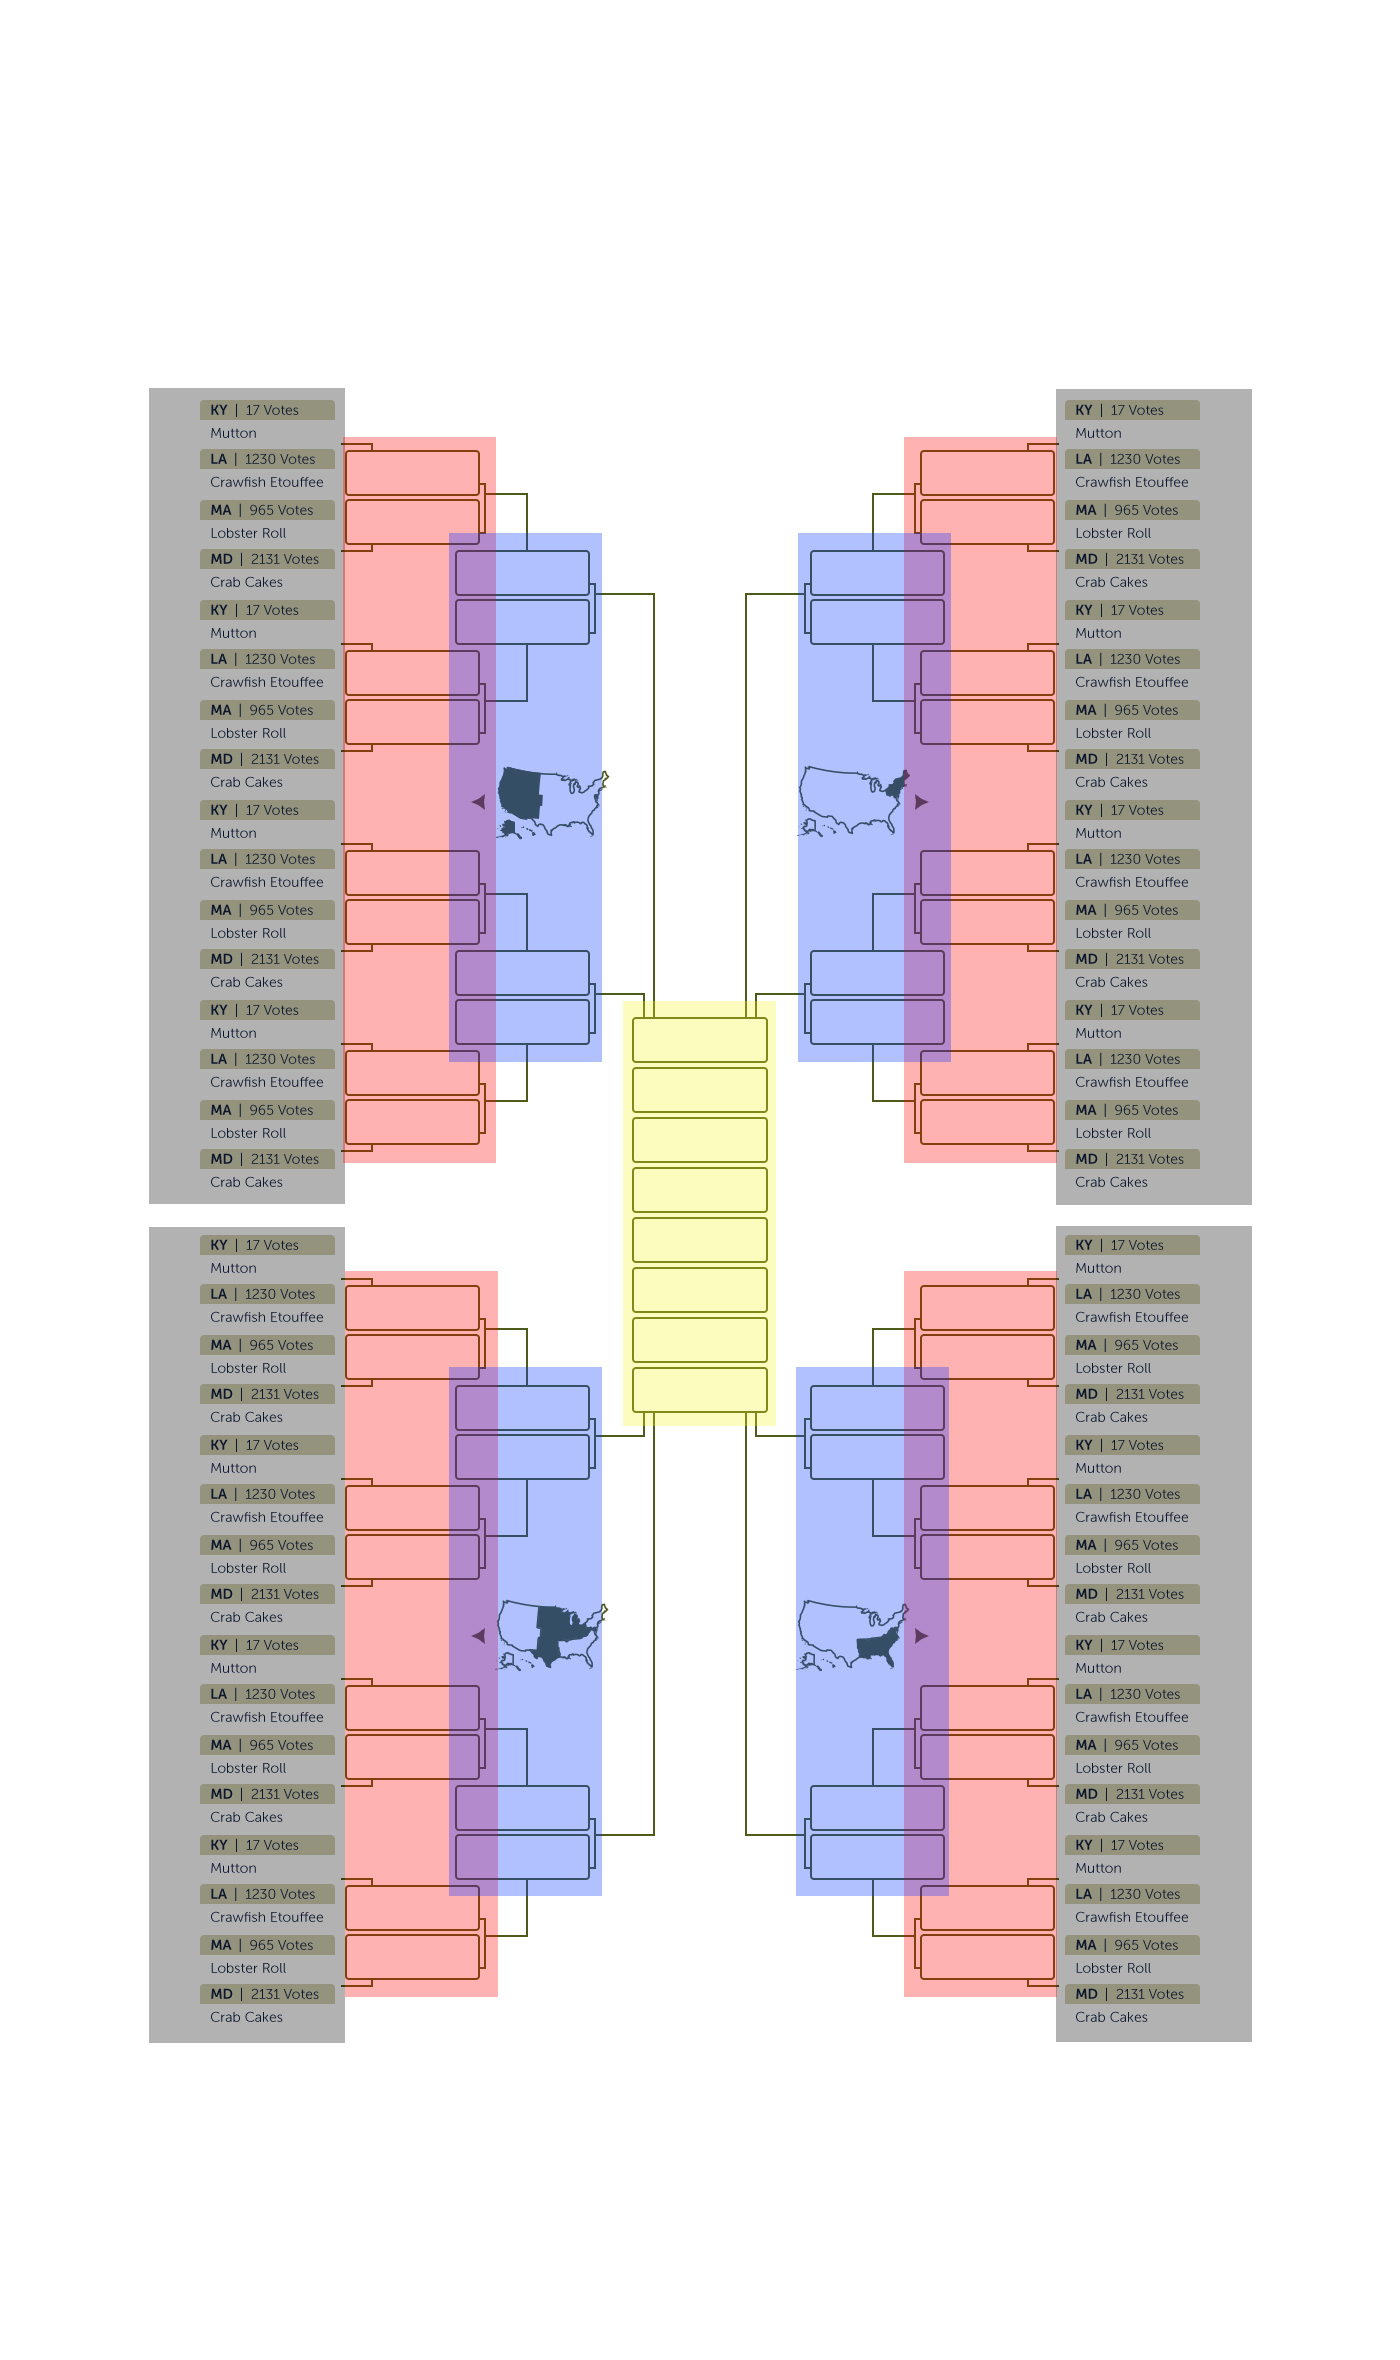 KY | 17 Votes
Mutton
LA | 1230 Votes
Crawfish Etouffee
MA | 965 Votes
Lobster Roll
MD | 2131 Votes
Crab Cakes
KY | 17 Votes
Mutton
LA | 1230 Votes
Crawfish Etouffee
MA | 965 Votes
Lobster Roll
MD | 2131 Votes
Crab Cakes
KY | 17 Votes
Mutton
LA | 1230 Votes
Crawfish Etouffee
MA | 965 Votes
Lobster Roll
MD | 2131 Votes
Crab Cakes
KY | 17 Votes
Mutton
LA | 1230 Votes
Crawfish Etouffee
MA | 965 Votes
Lobster Roll
MD | 2131 Votes
Crab Cakes
KY | 17 Votes
Mutton
LA | 1230 Votes
Crawfish Etouffee
MA | 965 Votes
Lobster Roll
MD | 2131 Votes
Crab Cakes
KY | 17 Votes
Mutton
LA | 1230 Votes
Crawfish Etouffee
MA | 965 Votes
Lobster Roll
MD | 2131 Votes
Crab Cakes
KY | 17 Votes
Mutton
LA | 1230 Votes
Crawfish Etouffee
MA | 965 Votes
Lobster Roll
MD | 2131 Votes
Crab Cakes
KY | 17 Votes
Mutton
LA | 1230 Votes
Crawfish Etouffee
MA | 965 Votes
Lobster Roll
MD | 2131 Votes
Crab Cakes
KY | 17 Votes
Mutton
LA | 1230 Votes
Crawfish Etouffee
MA | 965 Votes
Lobster Roll
MD | 2131 Votes
Crab Cakes
KY | 17 Votes
Mutton
LA | 1230 Votes
Crawfish Etouffee
MA | 965 Votes
Lobster Roll
MD | 2131 Votes
Crab Cakes
KY | 17 Votes
Mutton
LA | 1230 Votes
Crawfish Etouffee
MA | 965 Votes
Lobster Roll
MD | 2131 Votes
Crab Cakes
KY | 17 Votes
Mutton
LA | 1230 Votes
Crawfish Etouffee
MA | 965 Votes
Lobster Roll
MD | 2131 Votes
Crab Cakes
KY | 17 Votes
Mutton
LA | 1230 Votes
Crawfish Etouffee
MA | 965 Votes
Lobster Roll
MD | 2131 Votes
Crab Cakes
KY | 17 Votes
Mutton
LA | 1230 Votes
Crawfish Etouffee
MA | 965 Votes
Lobster Roll
MD | 2131 Votes
Crab Cakes
KY | 17 Votes
Mutton
LA | 1230 Votes
Crawfish Etouffee
MA | 965 Votes
Lobster Roll
MD | 2131 Votes
Crab Cakes
KY | 17 Votes
Mutton
LA | 1230 Votes
Crawfish Etouffee
MA | 965 Votes
Lobster Roll
MD | 2131 Votes
Crab Cakes